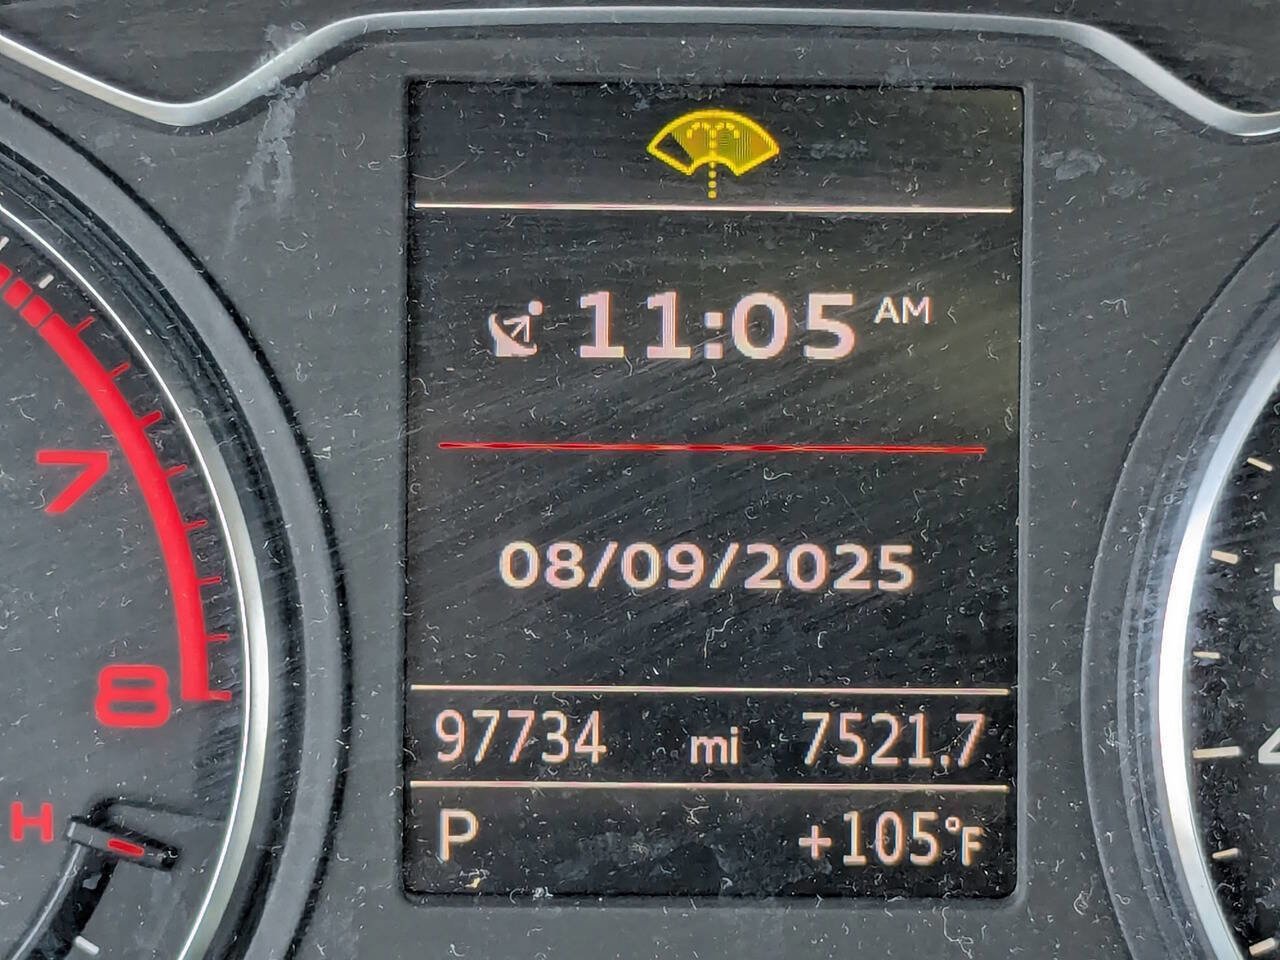 11:05 AM
08/09/2025
97734 mi 7521.7
P +105°F
7
8
H